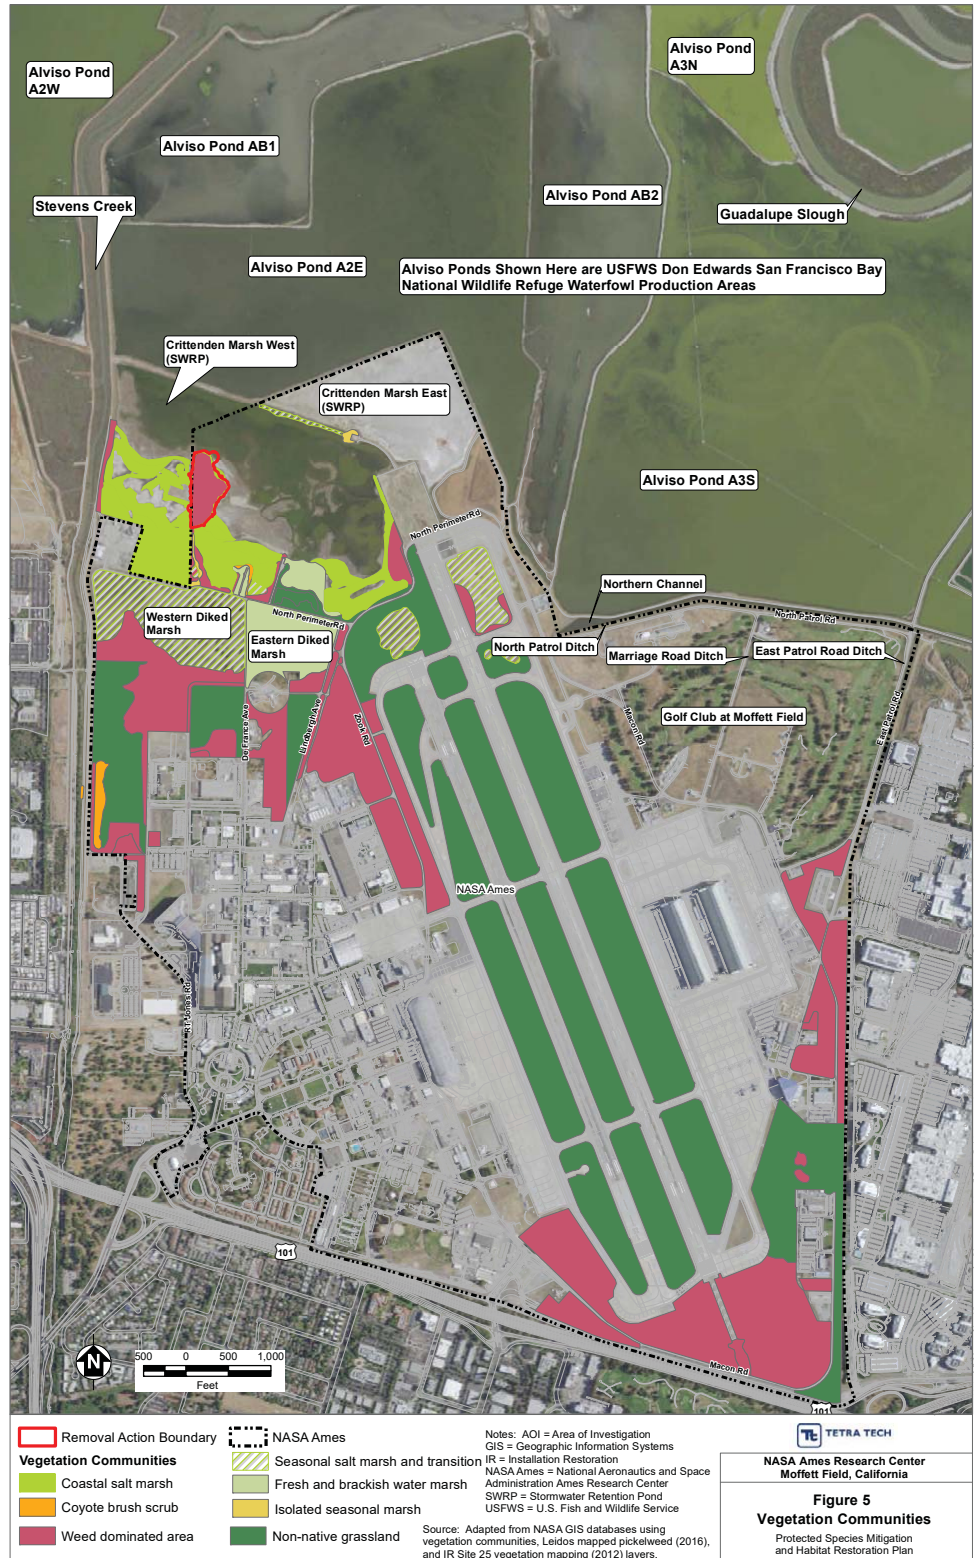 Alviso Pond
A2W
Alviso Pond
A3N
Alviso Pond AB1
Alviso Pond AB2
Stevens Creek
Guadalupe Slough
Alviso Pond A2E
Alviso Ponds Shown Here are USFWS Don Edwards San Francisco Bay
National Wildlife Refuge Waterfowl Production Areas
Crittenden Marsh West
(SWRP)
Crittenden Marsh East
(SWRP)
Alviso Pond A3S
North Perimeter Rd
Northern Channel
North Perimeter Rd
Western Diked
Marsh
Eastern Diked
Marsh
North Patrol Rd
North Patrol Ditch
Marriage Road Ditch
East Patrol Road Ditch
Golf Club at Moffett Field
De France Ave
Lindbergh Ave
Zook Rd
Macon Rd
East Patrol Rd
NASA Ames
RT Jones Rd
101
Macon Rd
101
N
500 0 500 1,000
Feet
Removal Action Boundary
NASA Ames
Vegetation Communities
Coastal salt marsh
Coyote brush scrub
Weed dominated area
Seasonal salt marsh and transition
Fresh and brackish water marsh
Isolated seasonal marsh
Non-native grassland
Notes: AOI = Area of Investigation
GIS = Geographic Information Systems
IR = Installation Restoration
NASA Ames = National Aeronautics and Space
Administration Ames Research Center
SWRP = Stormwater Retention Pond
USFWS = U.S. Fish and Wildlife Service
Source: Adapted from NASA GIS databases using
vegetation communities, Leidos mapped pickelweed (2016),
and IR Site 25 vegetation mapping (2012) layers.
Tt TETRA TECH
NASA Ames Research Center
Moffett Field, California
Figure 5
Vegetation Communities
Protected Species Mitigation
and Habitat Restoration Plan